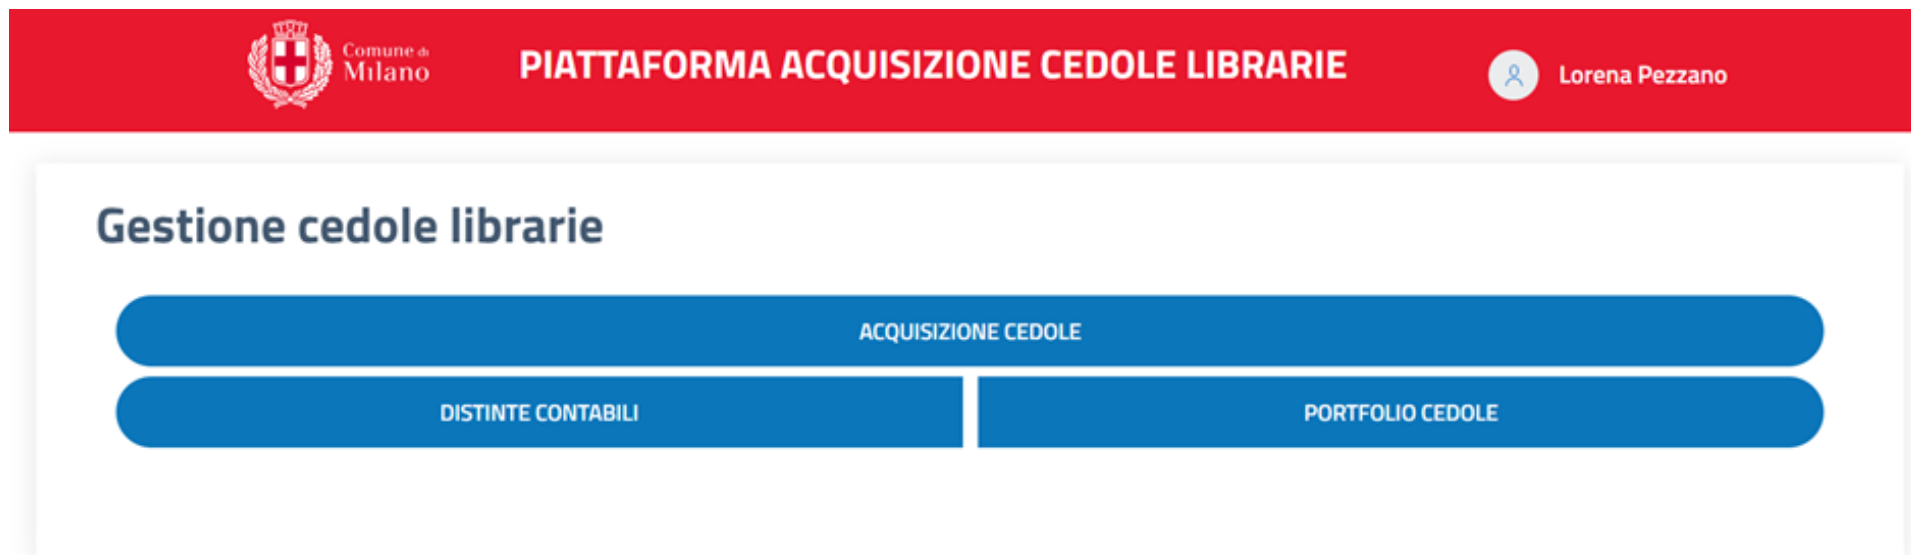 Comune di
Milano
PIATTAFORMA ACQUISIZIONE CEDOLE LIBRARIE
Lorena Pezzano
Gestione cedole librarie
ACQUISIZIONE CEDOLE
DISTINTE CONTABILI
PORTFOLIO CEDOLE